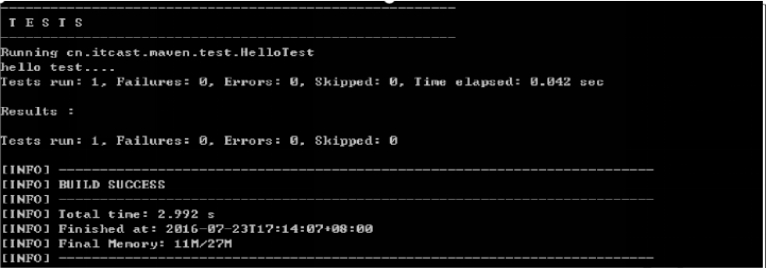 -------------------------------------------------------
T E S T S
-------------------------------------------------------
Running cn.itcast.maven.test.HelloTest
hello test....
Tests run: 1, Failures: 0, Errors: 0, Skipped: 0, Time elapsed: 0.042 sec
Results :
Tests run: 1, Failures: 0, Errors: 0, Skipped: 0
[INFO] ------------------------------------------------------------------------
[INFO] BUILD SUCCESS
[INFO] ------------------------------------------------------------------------
[INFO] Total time: 2.992 s
[INFO] Finished at: 2016-07-23T17:14:07+08:00
[INFO] Final Memory: 11M/27M
[INFO] ------------------------------------------------------------------------